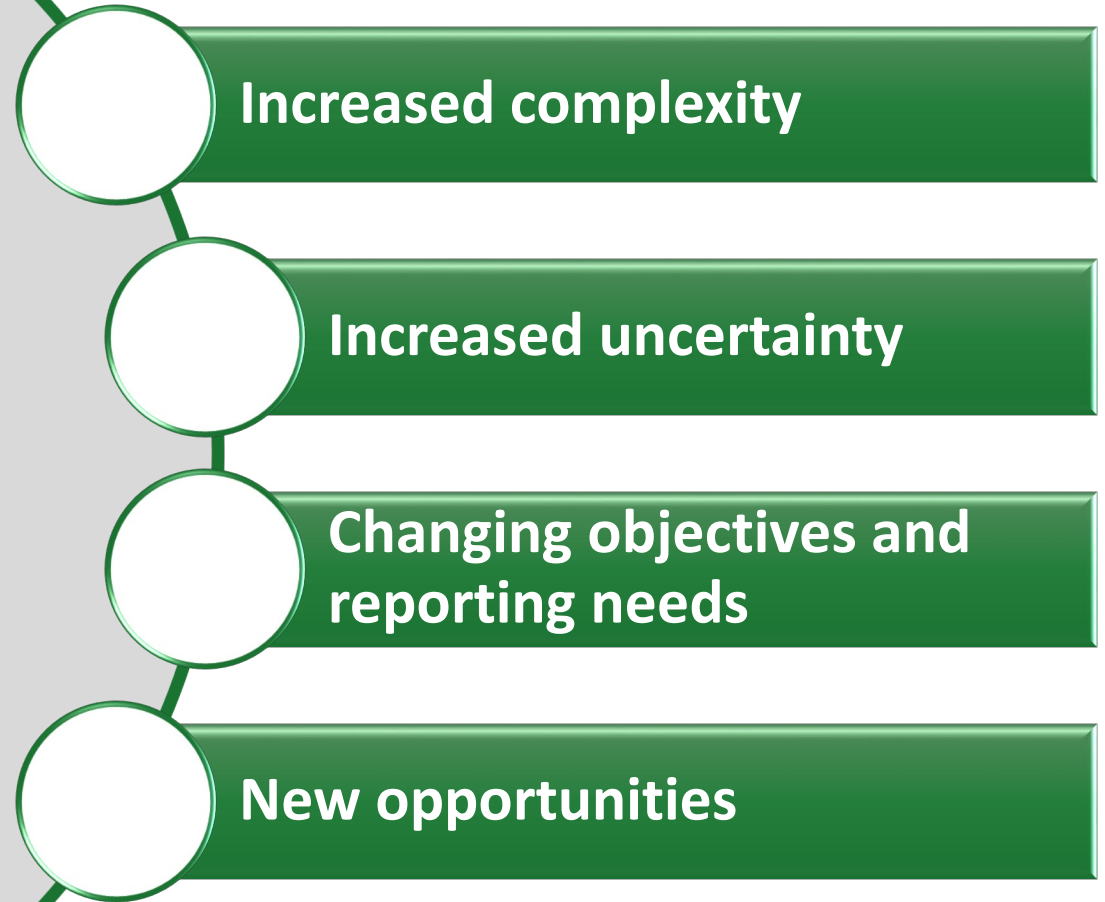 Increased complexity
Increased uncertainty
Changing objectives and
reporting needs
New opportunities